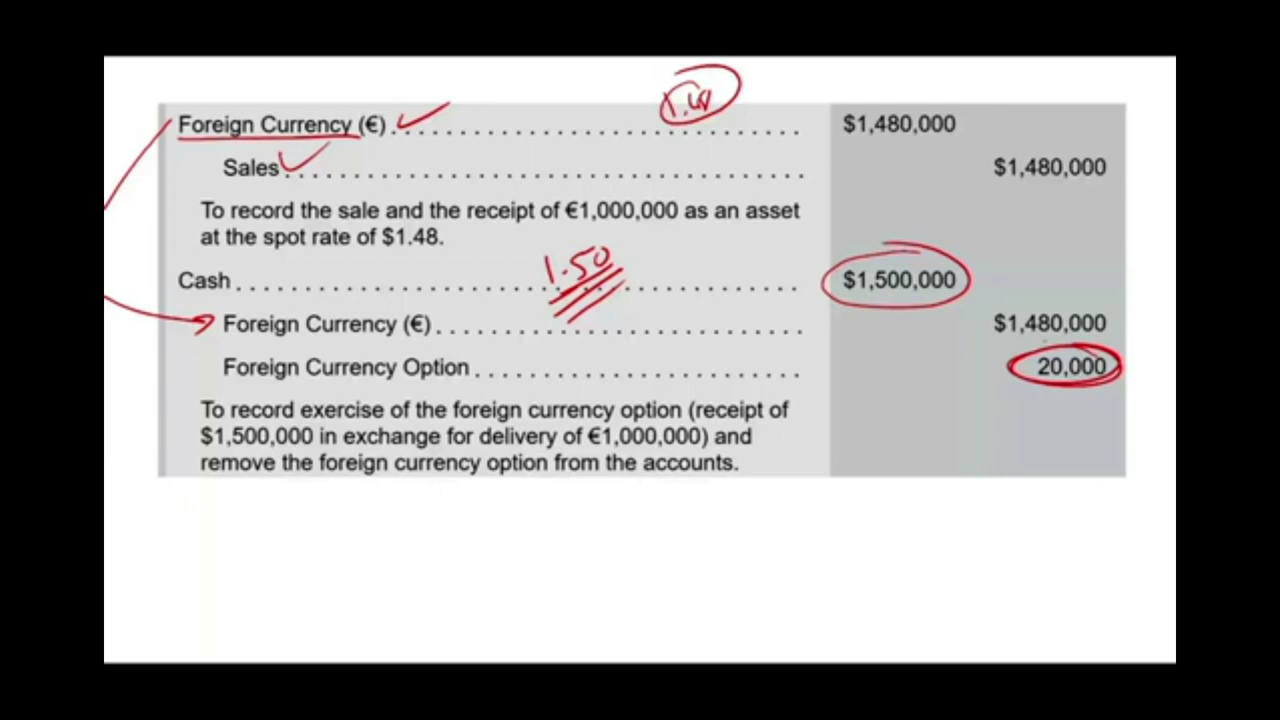 1.48
Foreign Currency (€) . . . . . . . . . . . . . . . . . . . . . . . . . . . . . . . . $1,480,000
Sales . . . . . . . . . . . . . . . . . . . . . . . . . . . . . . . . . . . . . . . . $1,480,000
To record the sale and the receipt of €1,000,000 as an asset
at the spot rate of $1.48.
1.50
Cash . . . . . . . . . . . . . . . . . . . . . . . . . . . . . . . . . . . . . . . . . $1,500,000
Foreign Currency (€) . . . . . . . . . . . . . . . . . . . . . . . . . . . . . $1,480,000
Foreign Currency Option . . . . . . . . . . . . . . . . . . . . . . . . . . 20,000
To record exercise of the foreign currency option (receipt of
$1,500,000 in exchange for delivery of €1,000,000) and
remove the foreign currency option from the accounts.